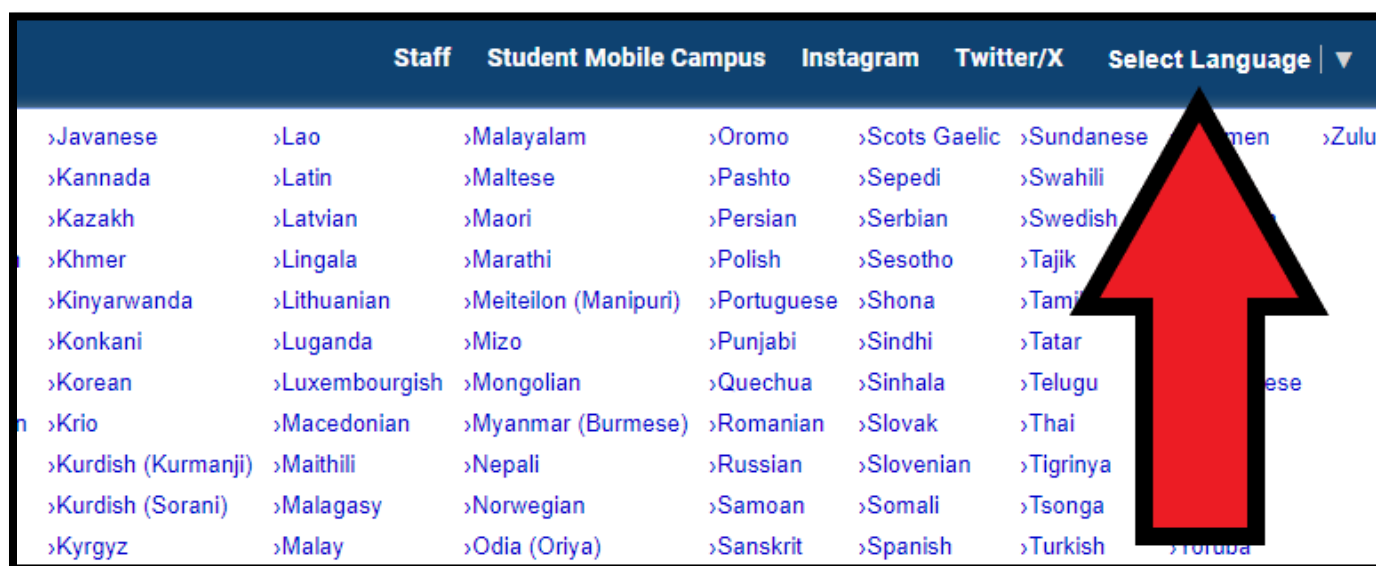 Staff Student Mobile Campus Instagram Twitter/X Select Language | ▼
›Javanese ›Lao ›Malayalam ›Oromo ›Scots Gaelic ›Sundanese ›Zulu
›Kannada ›Latin ›Maltese ›Pashto ›Sepedi ›Swahili
›Kazakh ›Latvian ›Maori ›Persian ›Serbian ›Swedish
›Khmer ›Lingala ›Marathi ›Polish ›Sesotho ›Tajik
›Kinyarwanda ›Lithuanian ›Meiteilon (Manipuri) ›Portuguese ›Shona ›Tamil
›Konkani ›Luganda ›Mizo ›Punjabi ›Sindhi ›Tatar
›Korean ›Luxembourgish ›Mongolian ›Quechua ›Sinhala ›Telugu
›Krio ›Macedonian ›Myanmar (Burmese) ›Romanian ›Slovak ›Thai
›Kurdish (Kurmanji) ›Maithili ›Nepali ›Russian ›Slovenian ›Tigrinya
›Kurdish (Sorani) ›Malagasy ›Norwegian ›Samoan ›Somali ›Tsonga
›Kyrgyz ›Malay ›Odia (Oriya) ›Sanskrit ›Spanish ›Turkish ›Yoruba